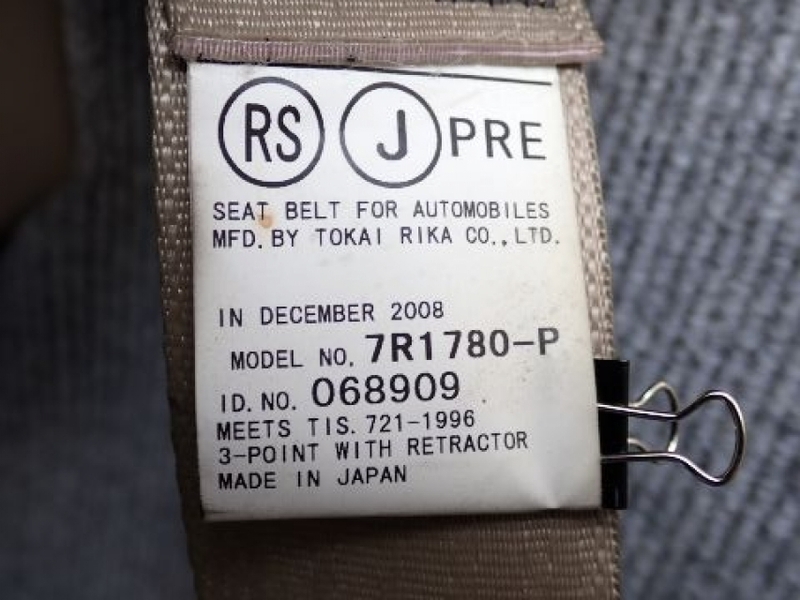 RS J PRE
SEAT BELT FOR AUTOMOBILES
MFD. BY TOKAI RIKA CO., LTD.
IN DECEMBER 2008
MODEL NO. 7R1780-P
ID. NO. 068909
MEETS TIS. 721-1996
3-POINT WITH RETRACTOR
MADE IN JAPAN